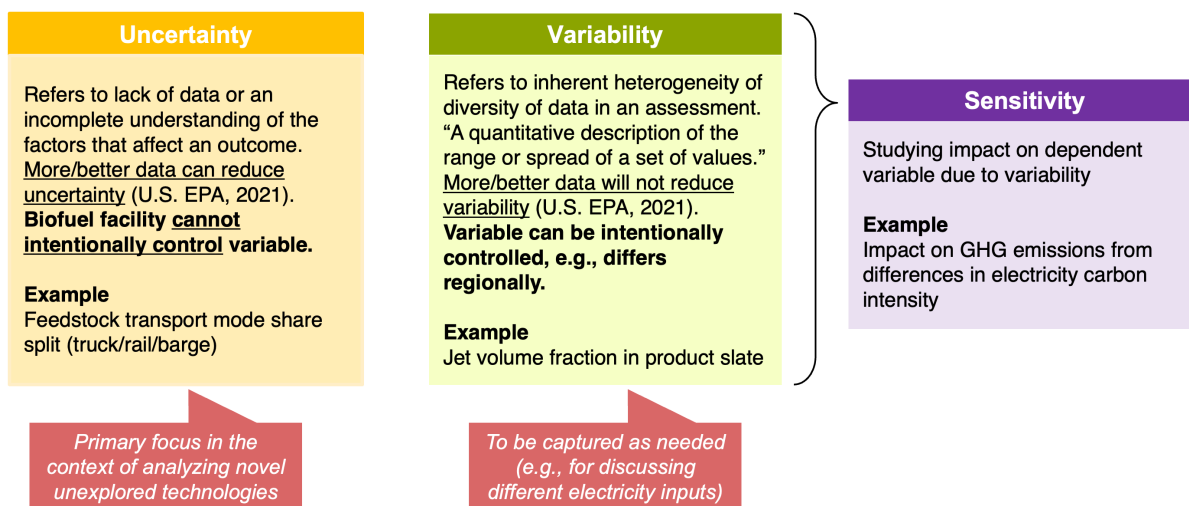 Uncertainty
Refers to lack of data or an
incomplete understanding of the
factors that affect an outcome.
More/better data can reduce
uncertainty (U.S. EPA, 2021).
Biofuel facility cannot
intentionally control variable.
Example
Feedstock transport mode share
split (truck/rail/barge)
Primary focus in the
context of analyzing novel
unexplored technologies
Variability
Refers to inherent heterogeneity of
diversity of data in an assessment.
“A quantitative description of the
range or spread of a set of values.”
More/better data will not reduce
variability (U.S. EPA, 2021).
Variable can be intentionally
controlled, e.g., differs
regionally.
Example
Jet volume fraction in product slate
To be captured as needed
(e.g., for discussing
different electricity inputs)
Sensitivity
Studying impact on dependent
variable due to variability
Example
Impact on GHG emissions from
differences in electricity carbon
intensity